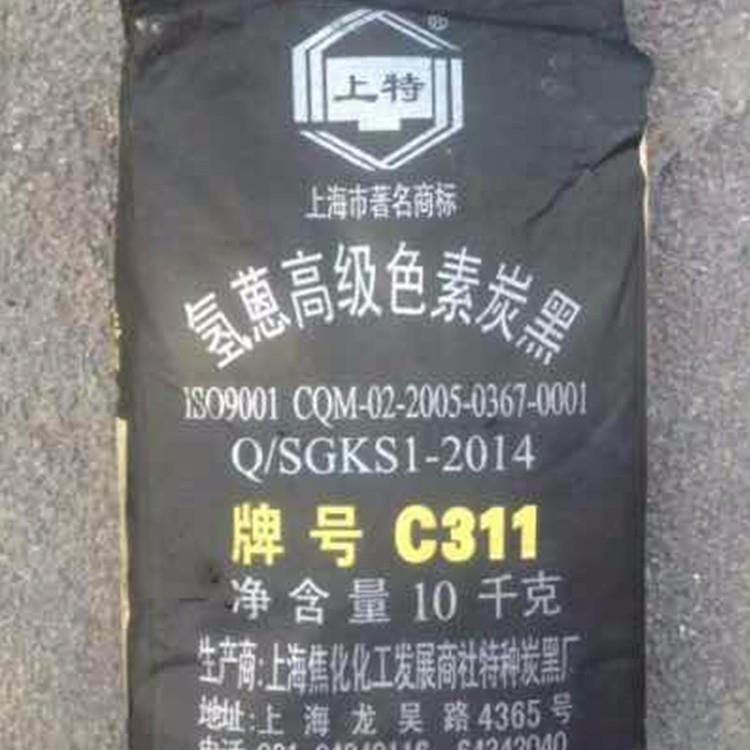 ®
上特
上海市著名商标
氢蒽高级色素炭黑
ISO9001 CQM-02-2005-0367-0001
Q/SGKS1-2014
牌号 C311
净含量 10 千克
生产商:上海焦化化工发展商社特种炭黑厂
地址:上海龙吴路4365号